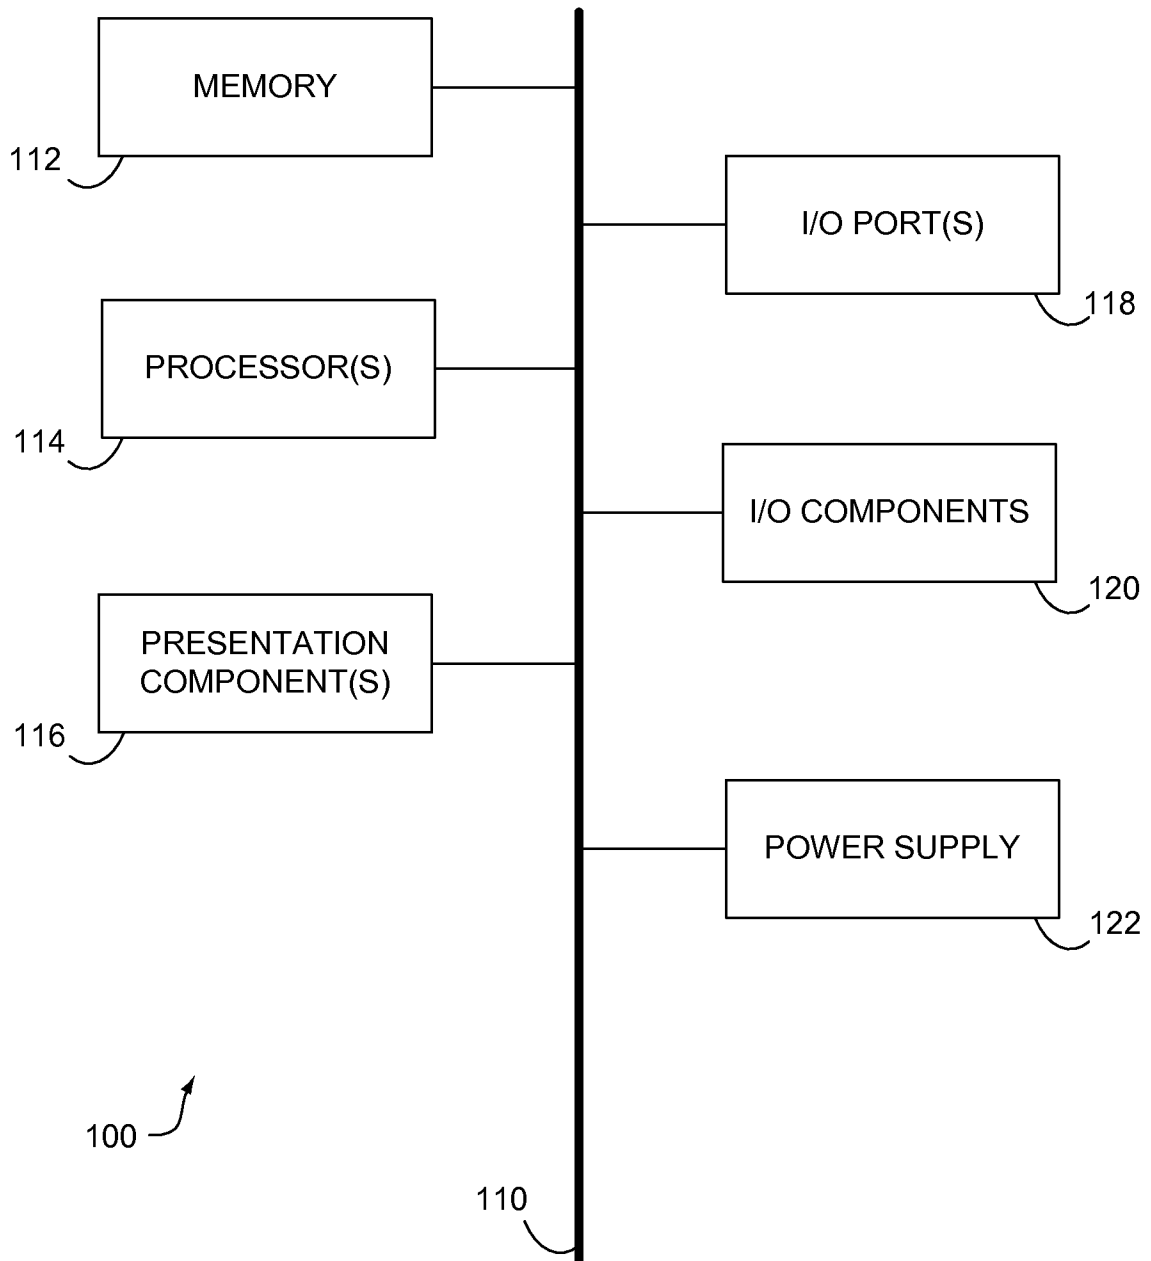 MEMORY
112
I/O PORT(S)
118
PROCESSOR(S)
114
I/O COMPONENTS
120
PRESENTATION
COMPONENT(S)
116
POWER SUPPLY
122
100
110